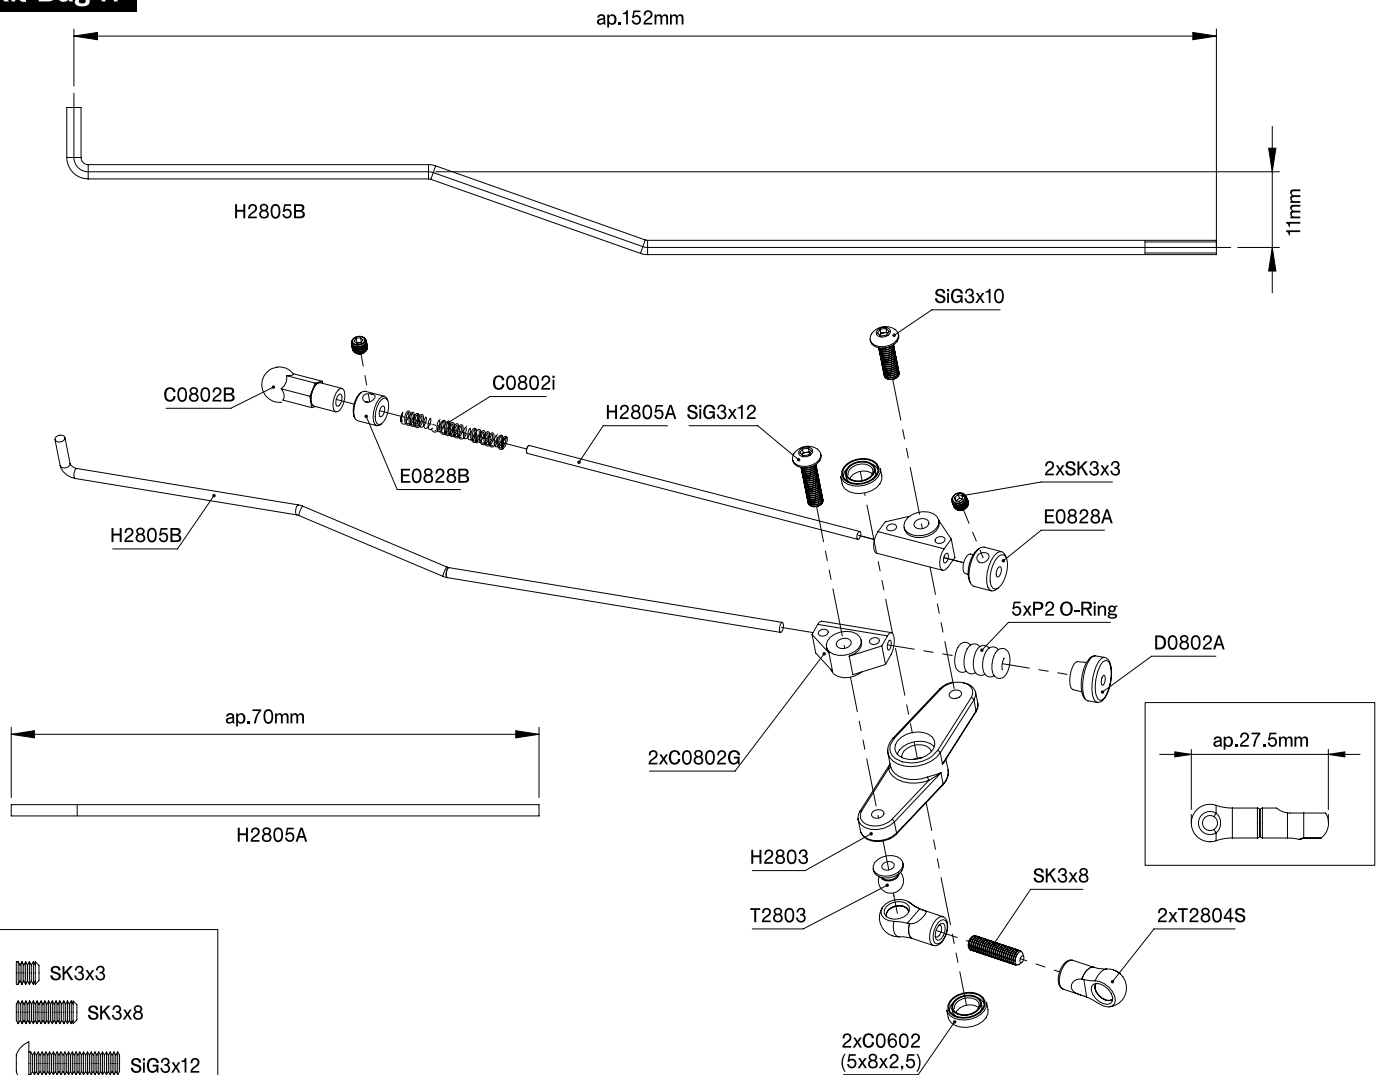 ap.152mm
11mm
H2805B
SiG3x10
C0802B
C0802i
H2805A
SiG3x12
E0828B
2xSK3x3
E0828A
H2805B
5xP2 O-Ring
D0802A
ap.70mm
2xC0802G
ap.27.5mm
H2805A
H2803
SK3x8
T2803
2xT2804S
SK3x3
SK3x8
2xC0602
(5x8x2,5)
SiG3x12